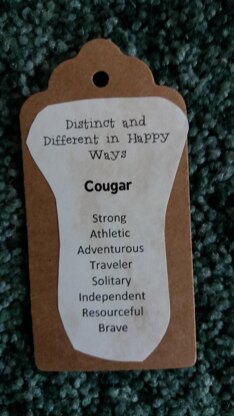 Distinct and
Different in Happy
Ways
Cougar
Strong
Athletic
Adventurous
Traveler
Solitary
Independent
Resourceful
Brave